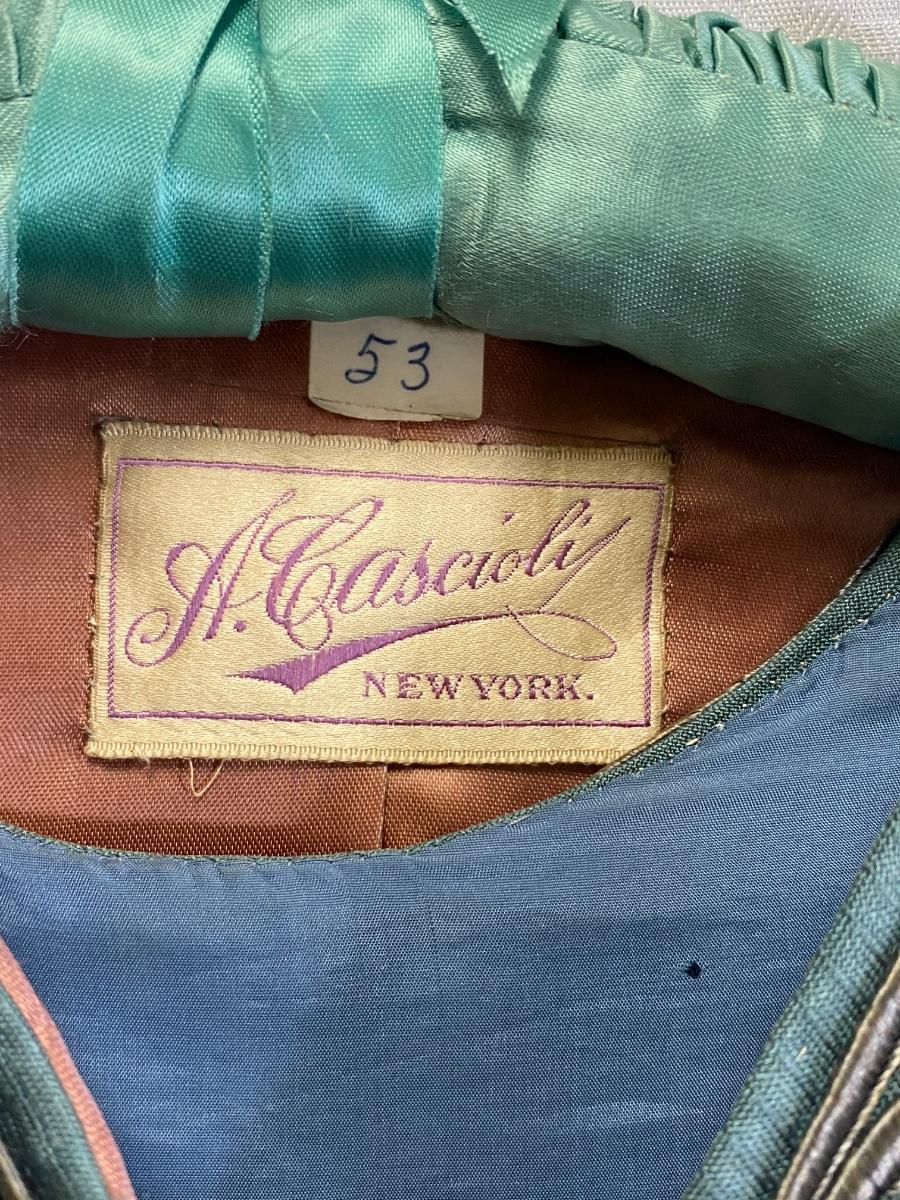 53
A. Cascioli
NEW YORK.